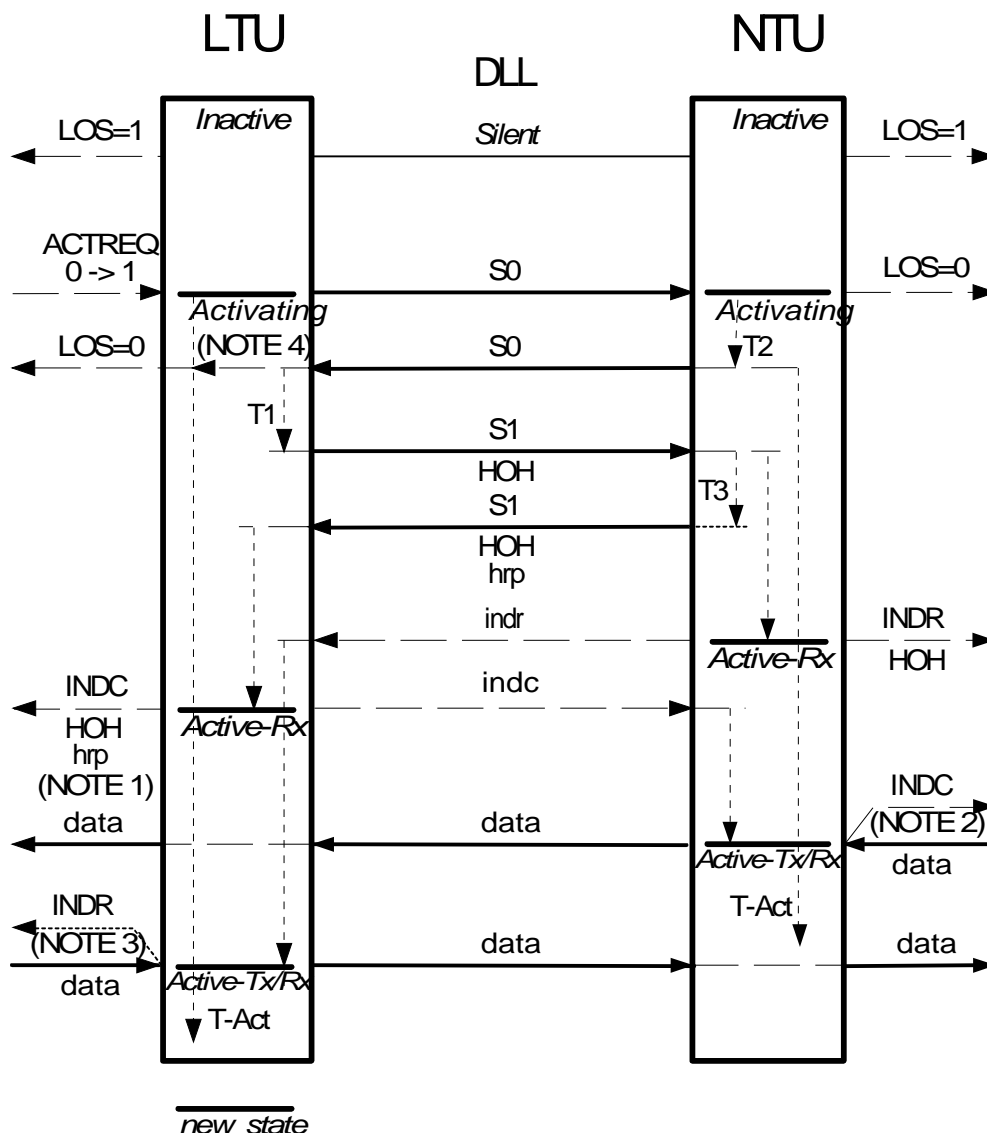 LTU
NTU
DLL
Inactive
Inactive
LOS=1
Silent
LOS=1
ACTREQ
0 -> 1
S0
LOS=0
Activating
Activating
LOS=0
(NOTE 4)
S0
T2
T1
S1
HOH
T3
S1
HOH
hrp
indr
INDR
Active-Rx
HOH
INDC
indc
Active-Rx
HOH
hrp
(NOTE 1)
INDC
data
data
(NOTE 2)
Active-Tx/Rx
data
INDR
T-Act
(NOTE 3)
data
data
data
Active-Tx/Rx
T-Act
new state